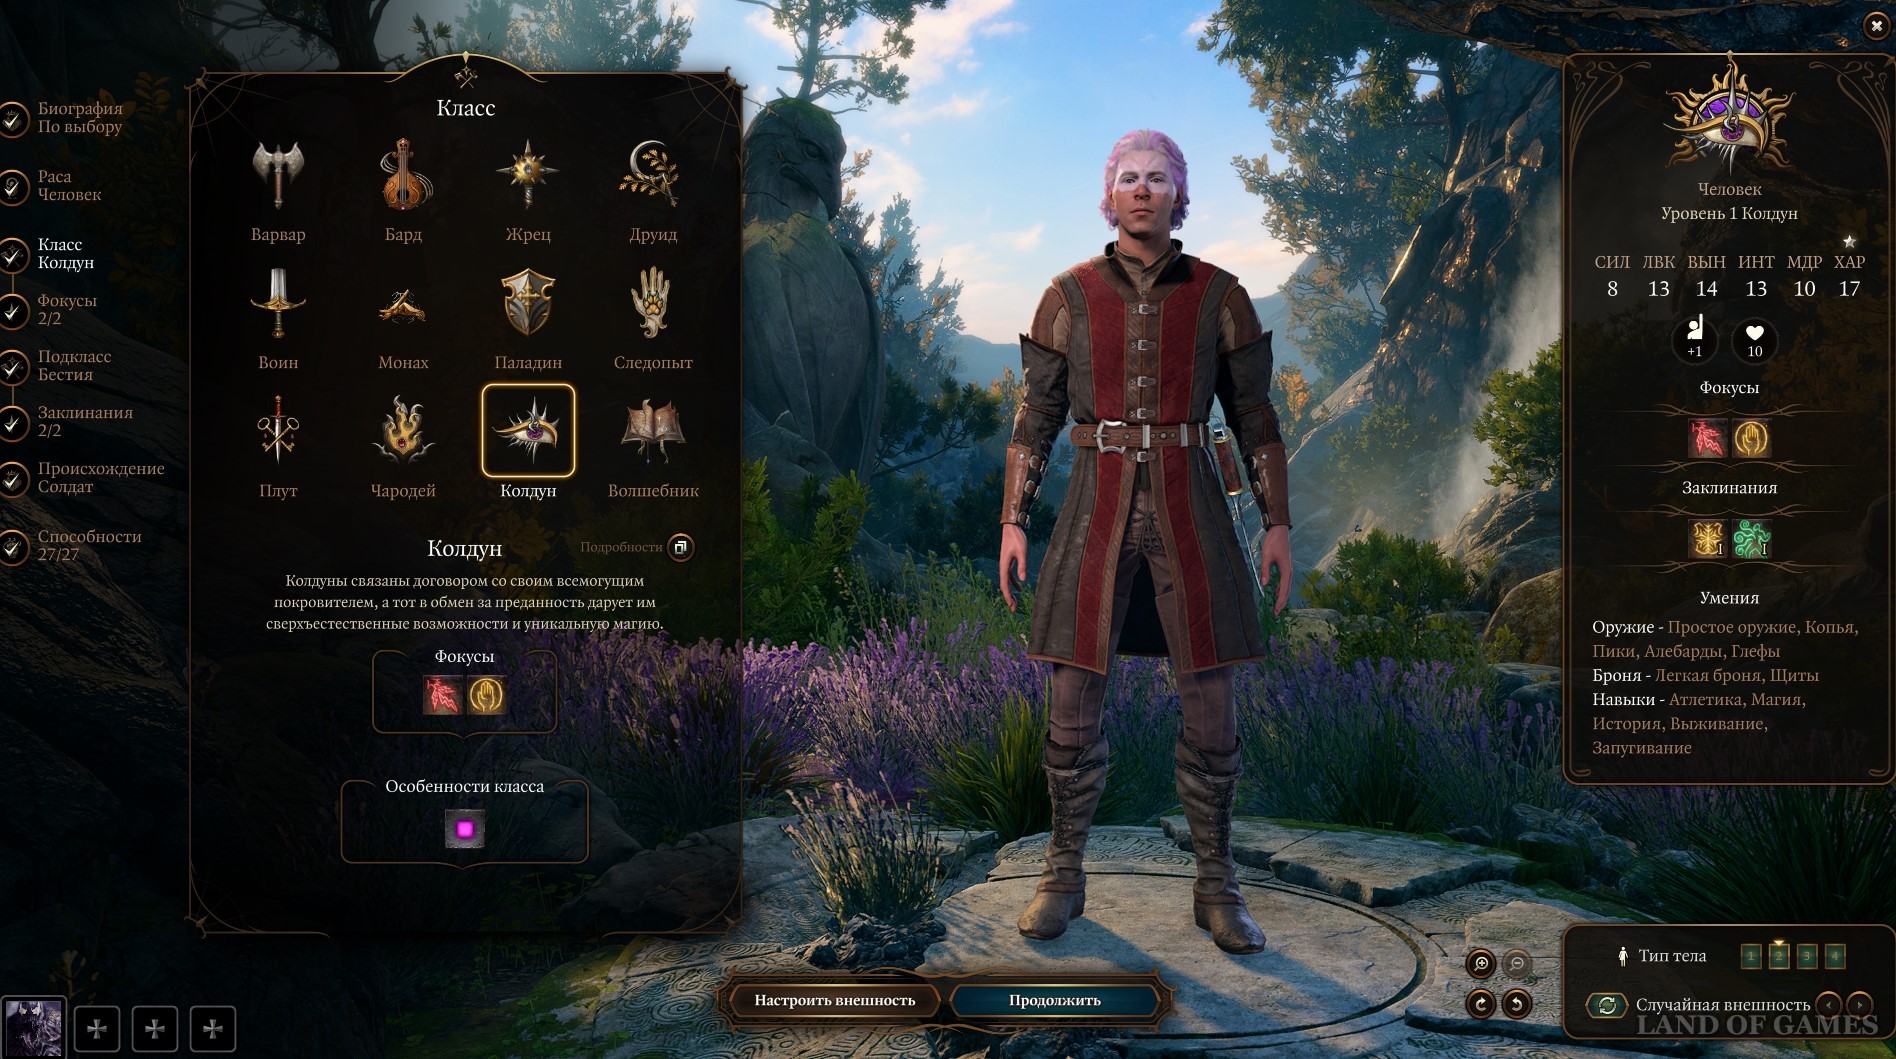 Биография
По выбору
Раса
Человек
Класс
Колдун
Фокусы
2/2
Подкласс
Бестия
Заклинания
2/2
Происхождение
Солдат
Способности
27/27
Класс
Варвар Бард Жрец Друид
Воин Монах Паладин Следопыт
Плут Чародей Колдун Волшебник
Колдун
Подробности
Колдуны связаны договором со своим всемогущим
покровителем, а тот в обмен за преданность дарует им
сверхъестественные возможности и уникальную магию.
Фокусы
Особенности класса
Настроить внешность
Продолжить
Человек
Уровень 1 Колдун
СИЛ ЛВК ВЫН ИНТ МДР ХАР
8 13 14 13 10 17
+1 10
Фокусы
Заклинания
I I
Умения
Оружие - Простое оружие, Копья,
Пики, Алебарды, Глефы
Броня - Легкая броня, Щиты
Навыки - Атлетика, Магия,
История, Выживание,
Запугивание
Тип тела 1 2 3 4
Случайная внешность
LAND OF GAMES